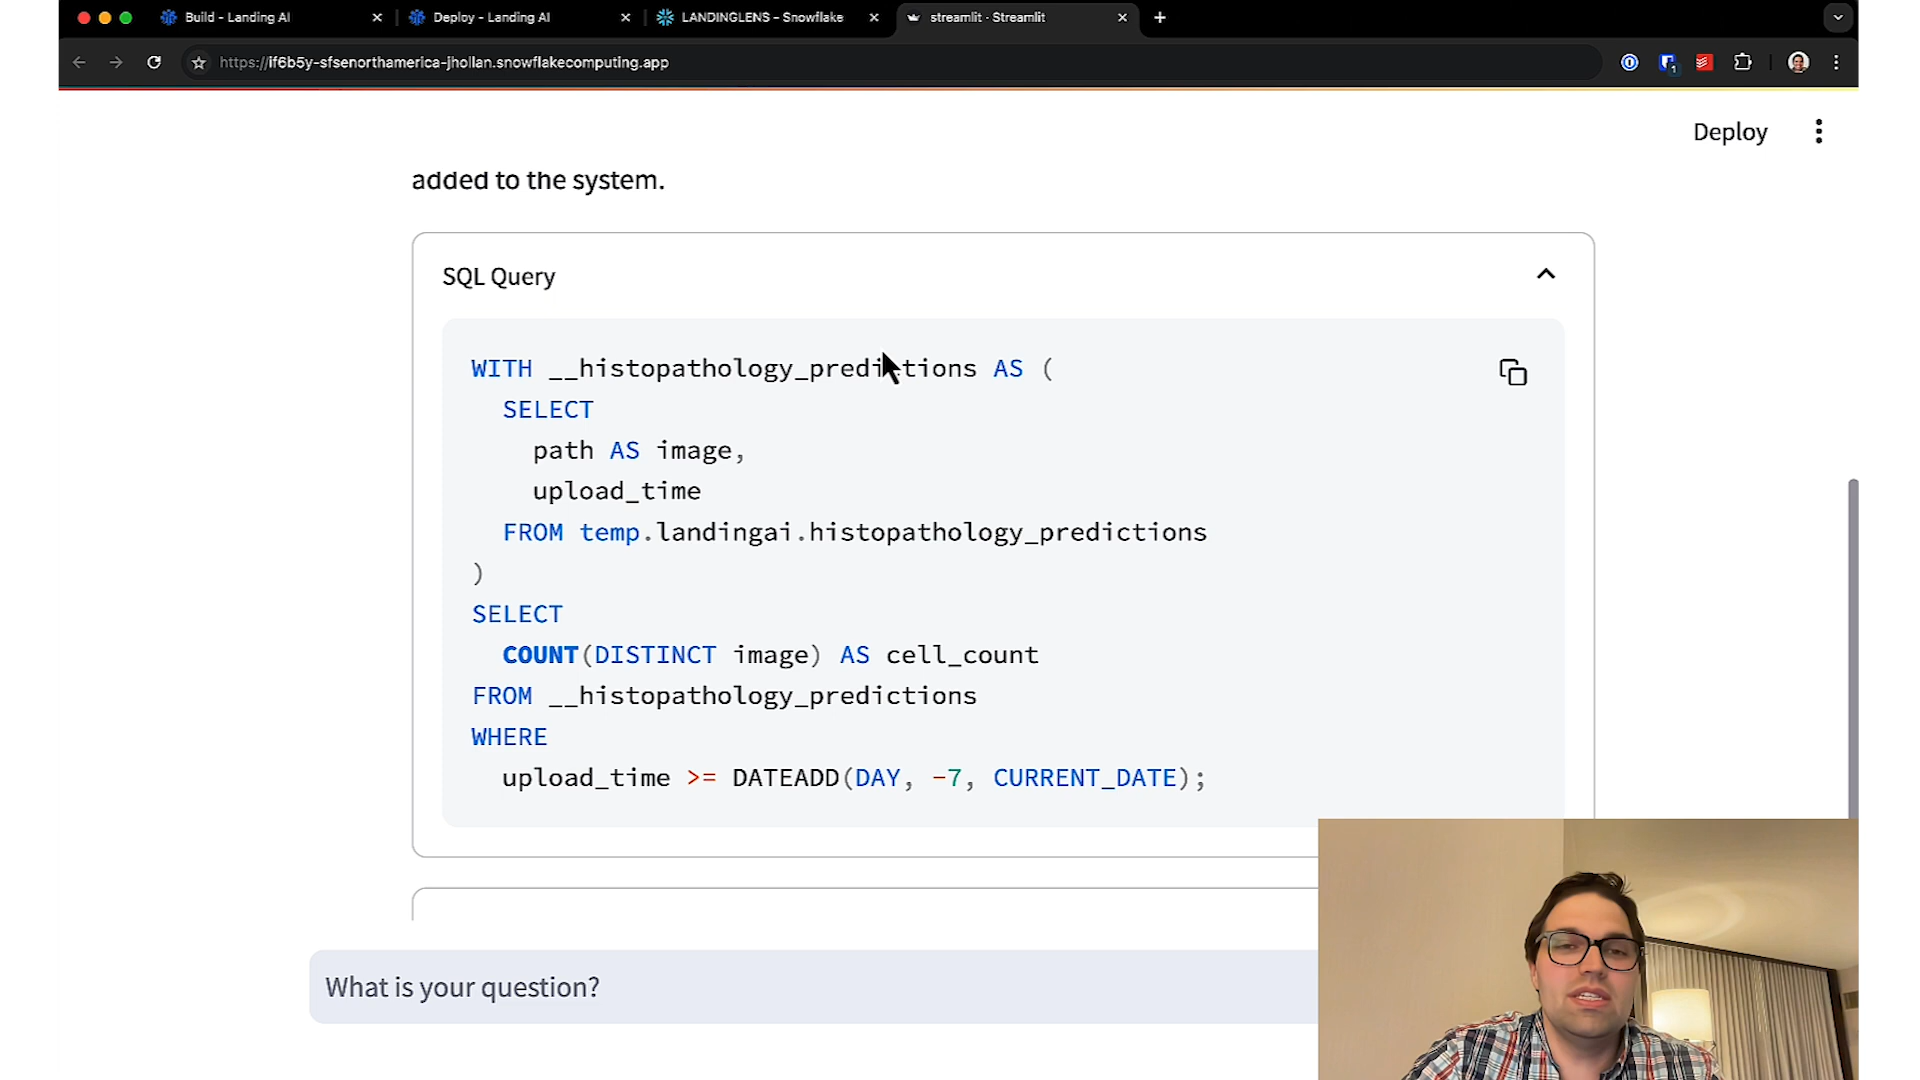 Build - Landing AI
Deploy - Landing AI
LANDINGLENS - Snowflake
streamlit · Streamlit
https://if6b5y-sfsenorthamerica-jhollan.snowflakecomputing.app
Deploy
added to the system.
SQL Query
WITH __histopathology_predictions AS (
SELECT
path AS image,
upload_time
FROM temp.landingai.histopathology_predictions
)
SELECT
COUNT(DISTINCT image) AS cell_count
FROM __histopathology_predictions
WHERE
upload_time >= DATEADD(DAY, -7, CURRENT_DATE);
What is your question?